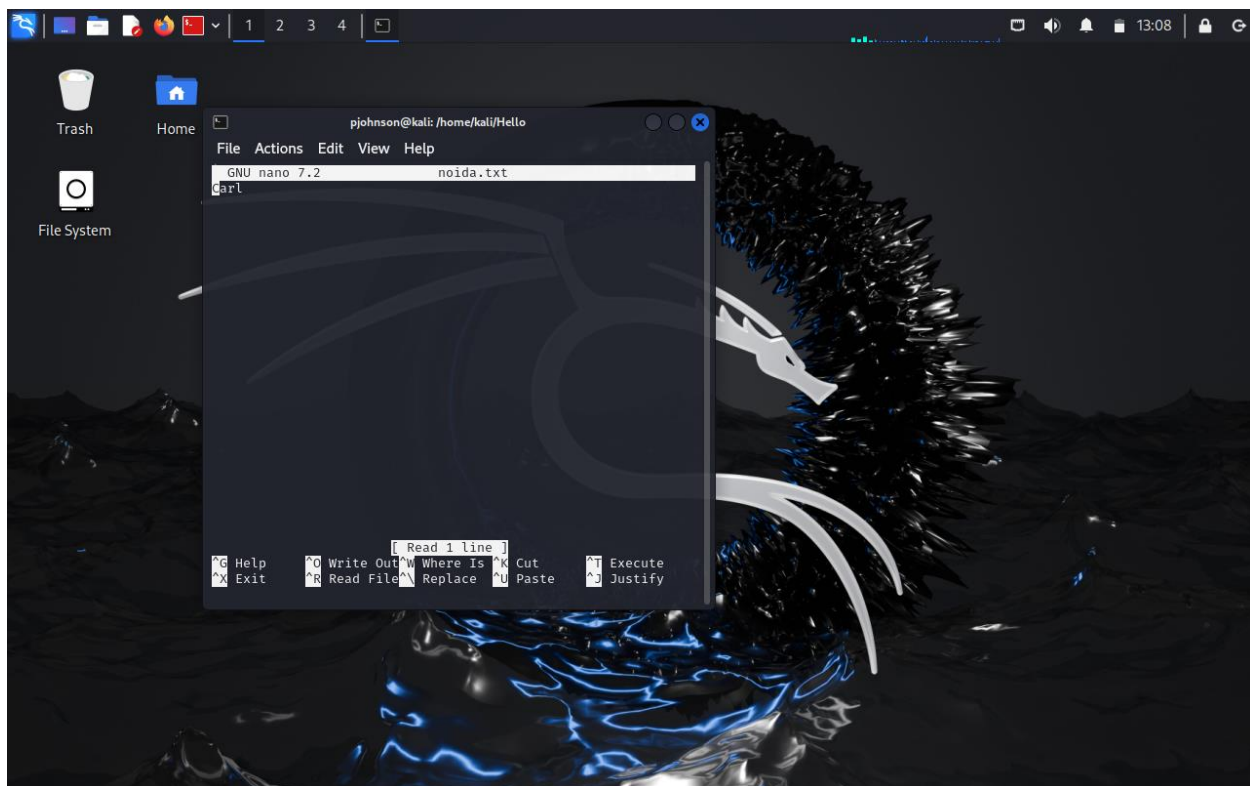 1 2 3 4 13:08
Trash Home
File System
pjohnson@kali: /home/kali/Hello
File Actions Edit View Help
GNU nano 7.2 noida.txt
Carl
[ Read 1 line ]
^G Help ^O Write Out ^W Where Is ^K Cut ^T Execute
^X Exit ^R Read File ^\ Replace ^U Paste ^J Justify